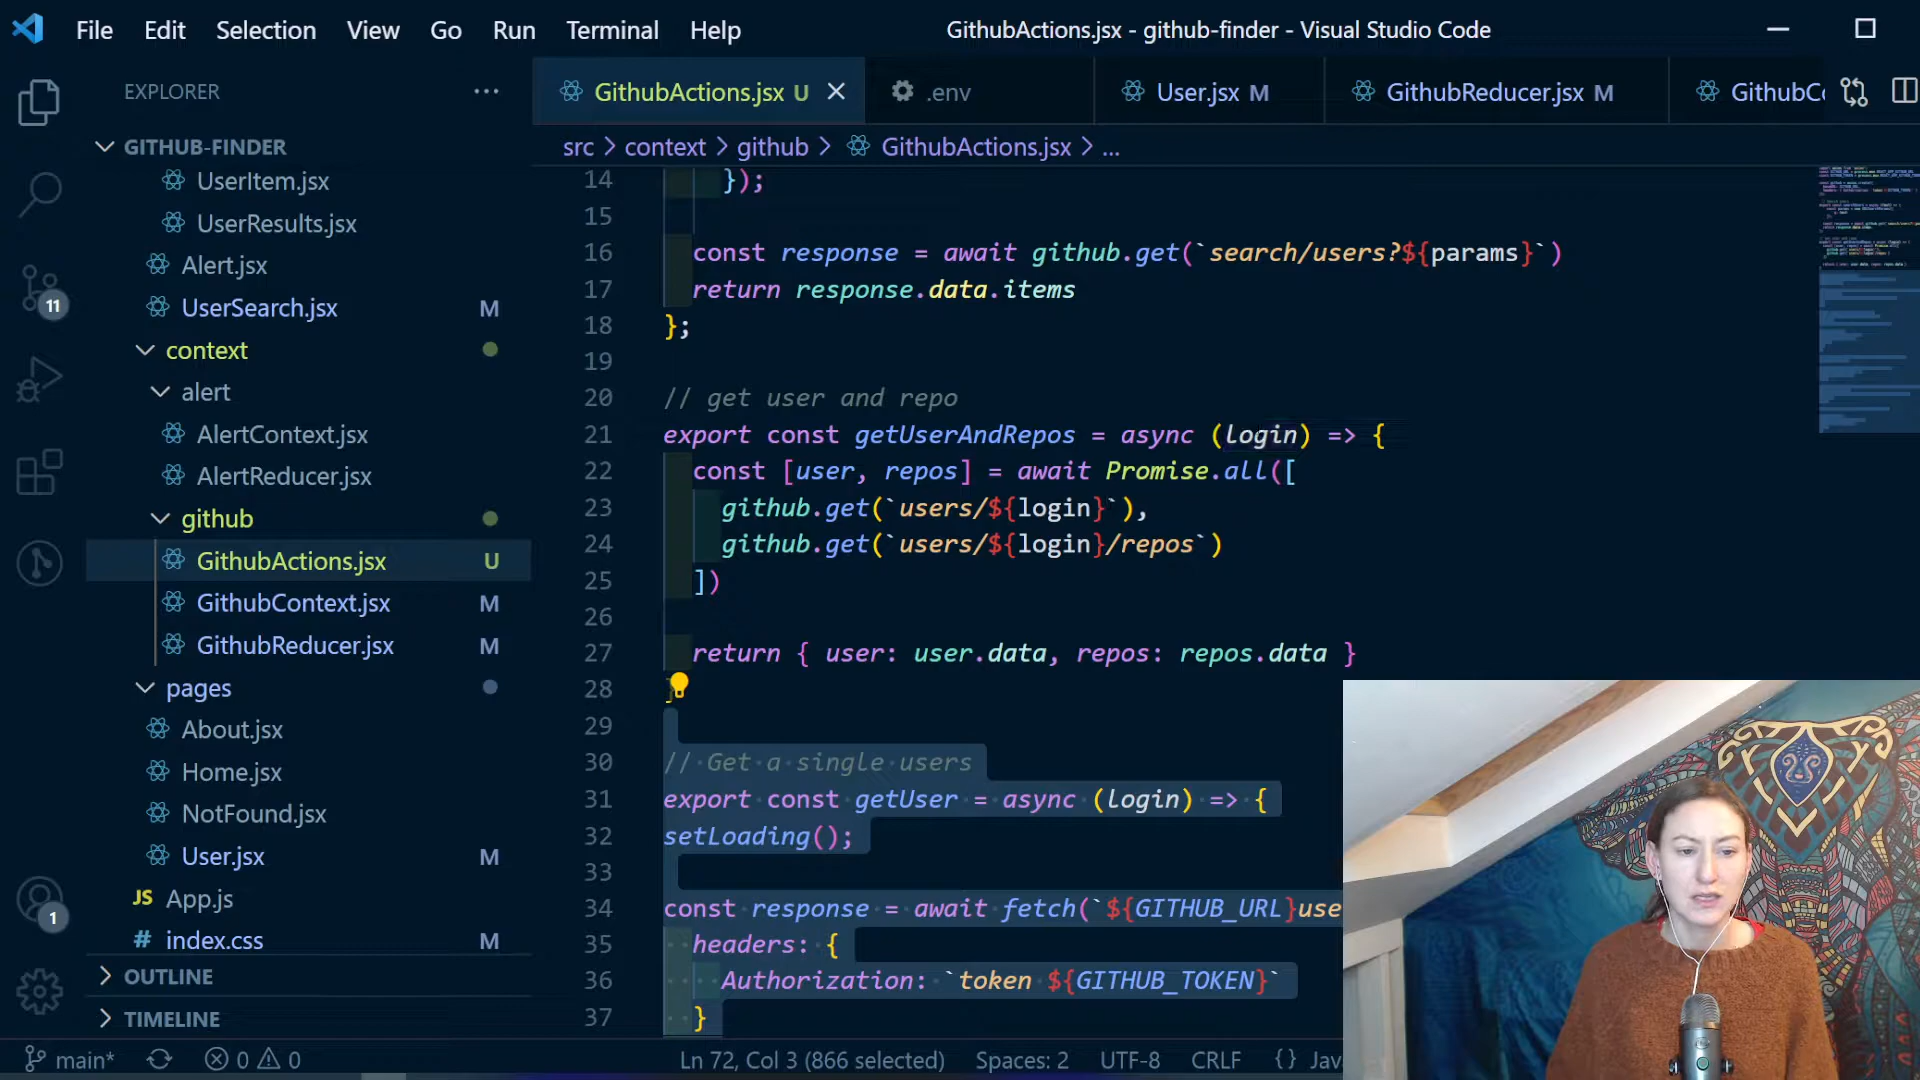 File Edit Selection View Go Run Terminal Help GithubActions.jsx - github-finder - Visual Studio Code
EXPLORER
GithubActions.jsx U
.env
User.jsx M
GithubReducer.jsx M
GithubCo
src > context > github > GithubActions.jsx > ...
GITHUB-FINDER
UserItem.jsx
UserResults.jsx
Alert.jsx
UserSearch.jsx M
context
alert
AlertContext.jsx
AlertReducer.jsx
github
GithubActions.jsx U
GithubContext.jsx M
GithubReducer.jsx M
pages
About.jsx
Home.jsx
NotFound.jsx
User.jsx M
JS App.js
# index.css M
OUTLINE
TIMELINE
11
1
14 });
15
16 const response = await github.get(`search/users?${params}`)
17 return response.data.items
18 };
19
20 // get user and repo
21 export const getUserAndRepos = async (login) => {
22 const [user, repos] = await Promise.all([
23 github.get(`users/${login}`),
24 github.get(`users/${login}/repos`)
25 ])
26
27 return { user: user.data, repos: repos.data }
28 }
29
30 // Get a single users
31 export const getUser = async (login) => {
32 setLoading();
33
34 const response = await fetch(`${GITHUB_URL}use
35 headers: {
36 Authorization: `token ${GITHUB_TOKEN}`
37 }
main* 0 0 Ln 72, Col 3 (866 selected) Spaces: 2 UTF-8 CRLF {} Jav